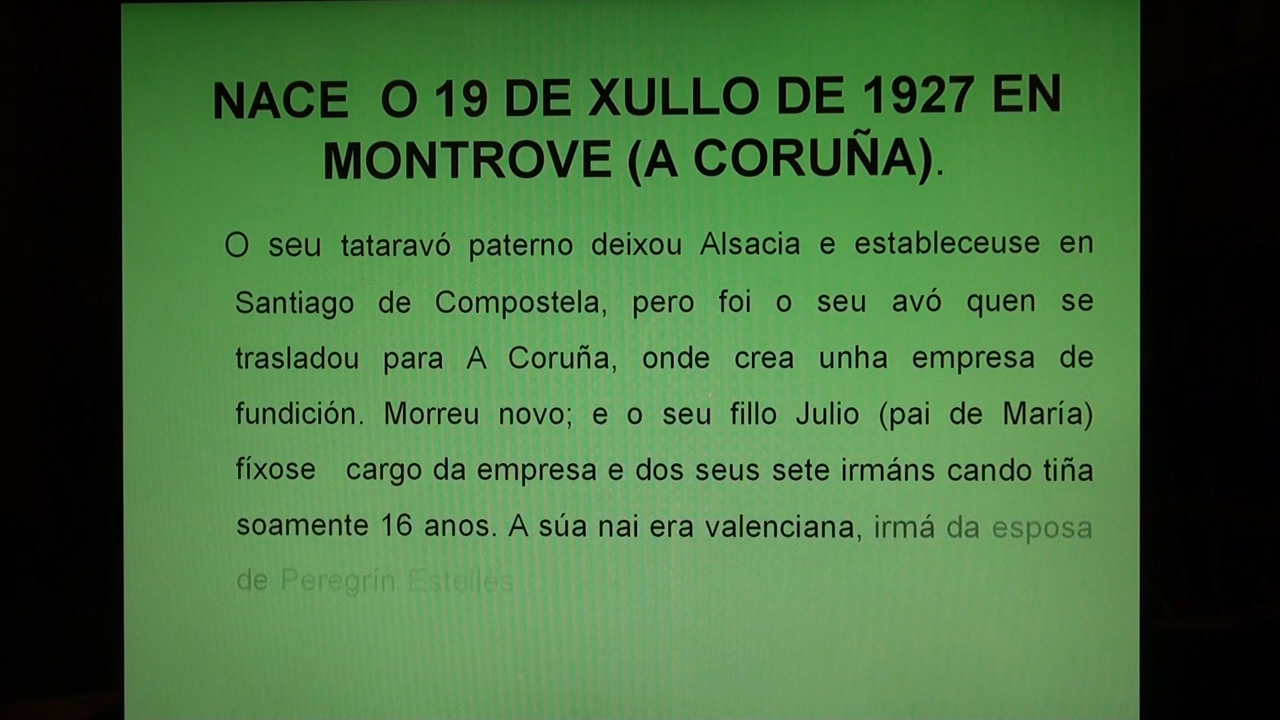 NACE O 19 DE XULLO DE 1927 EN
MONTROVE (A CORUÑA).
O seu tataravó paterno deixou Alsacia e estableceuse en
Santiago de Compostela, pero foi o seu avó quen se
trasladou para A Coruña, onde crea unha empresa de
fundición. Morreu novo; e o seu fillo Julio (pai de María)
fíxose cargo da empresa e dos seus sete irmáns cando tiña
soamente 16 anos. A súa nai era valenciana, irmá da esposa
de Peregrín Estellés